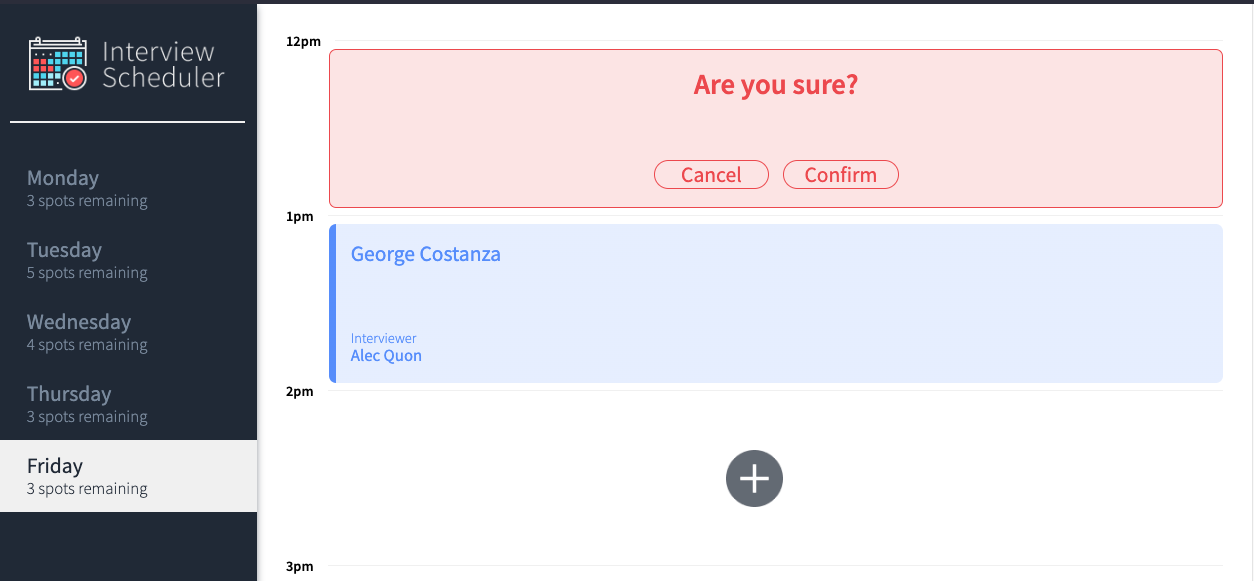 Interview
Scheduler
Monday
3 spots remaining
Tuesday
5 spots remaining
Wednesday
4 spots remaining
Thursday
3 spots remaining
Friday
3 spots remaining
12pm
Are you sure?
Cancel Confirm
1pm
George Costanza
Interviewer
Alec Quon
2pm
3pm